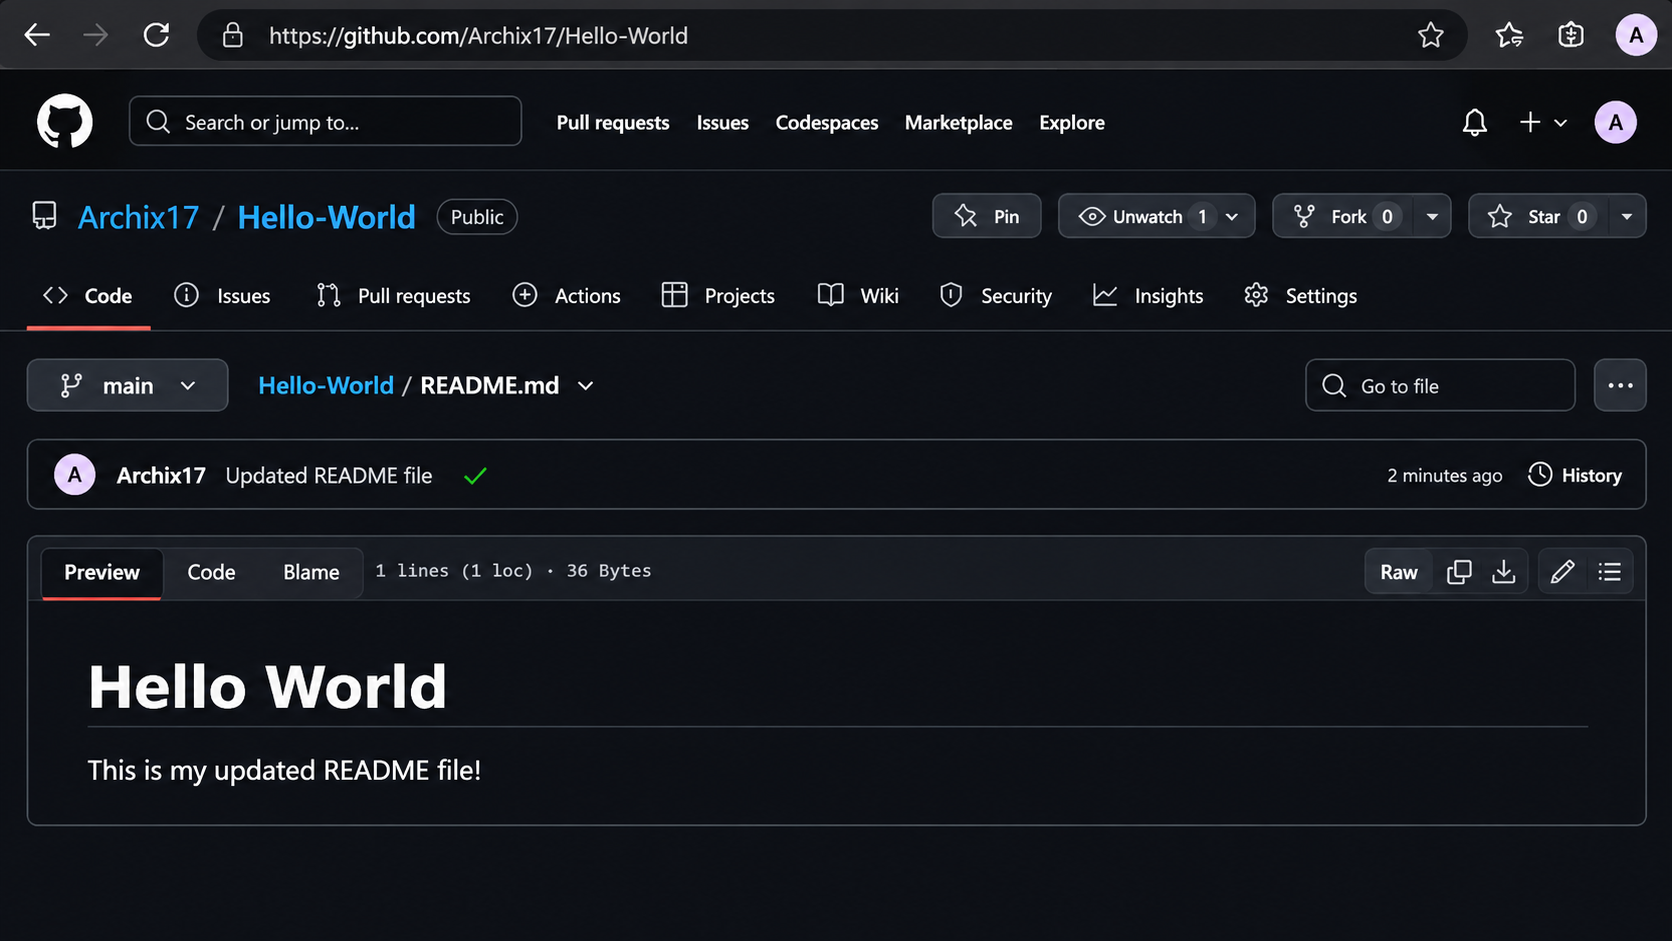 https://github.com/Archix17/Hello-World
A
Search or jump to...
Pull requests
Issues
Codespaces
Marketplace
Explore
A
Archix17 / Hello-World
Public
Pin
Unwatch 1
Fork 0
Star 0
Code
Issues
Pull requests
Actions
Projects
Wiki
Security
Insights
Settings
main
Hello-World / README.md
Go to file
A
Archix17 Updated README file
2 minutes ago
History
Preview
Code
Blame
1 lines (1 loc) · 36 Bytes
Raw
Hello World
This is my updated README file!